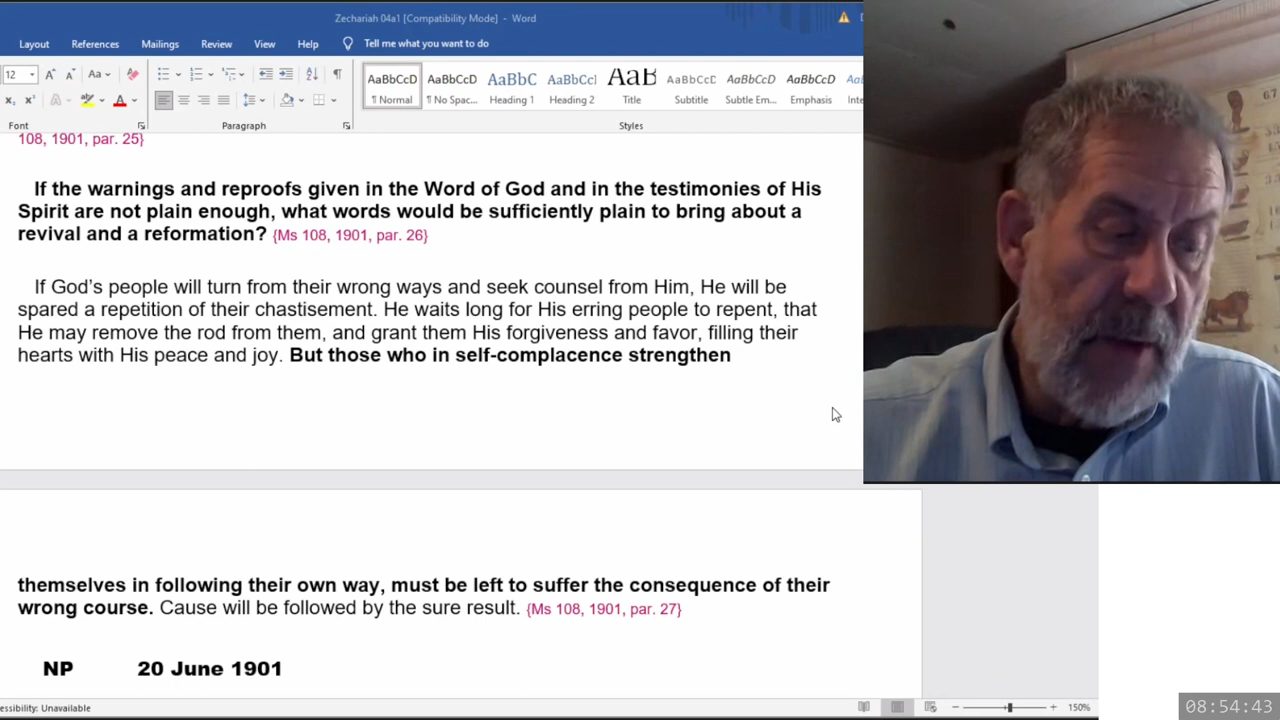 Zechariah 04a1 [Compatibility Mode] - Word
Layout References Mailings Review View Help Tell me what you want to do
12 Aa
AaBbCcD AaBbCcD AaBbC AaBbCcI AaB AaBbCcD AaBbCcD AaBbCcD
¶ Normal ¶ No Spac... Heading 1 Heading 2 Title Subtitle Subtle Em... Emphasis
Font Paragraph Styles
108, 1901, par. 25}
If the warnings and reproofs given in the Word of God and in the testimonies of His
Spirit are not plain enough, what words would be sufficiently plain to bring about a
revival and a reformation? {Ms 108, 1901, par. 26}
If God’s people will turn from their wrong ways and seek counsel from Him, He will be
spared a repetition of their chastisement. He waits long for His erring people to repent, that
He may remove the rod from them, and grant them His forgiveness and favor, filling their
hearts with His peace and joy. But those who in self-complacence strengthen
themselves in following their own way, must be left to suffer the consequence of their
wrong course. Cause will be followed by the sure result. {Ms 108, 1901, par. 27}
NP 20 June 1901
essibility: Unavailable 150%
08:54:43